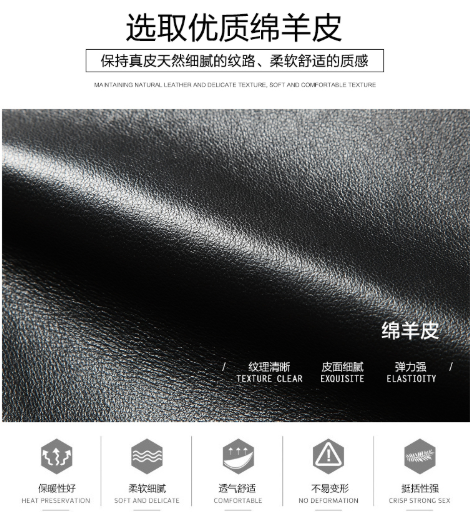 选取优质绵羊皮
保持真皮天然细腻的纹路、柔软舒适的质感
MAINTAINING NATURAL LEATHER AND DELICATE TEXTURE, SOFT AND COMFORTABLE TEXTURE
绵羊皮
/ 纹理清晰 皮面细腻 弹力强 /
TEXTURE CLEAR EXQUISITE ELASTIOITY
保暖性好 柔软细腻 透气舒适 不易变形 挺括性强
HEAT PRESERVATION SOFT AND DELICATE COMFORTABLE NO DEFORMATION CRISP STRONG SEX